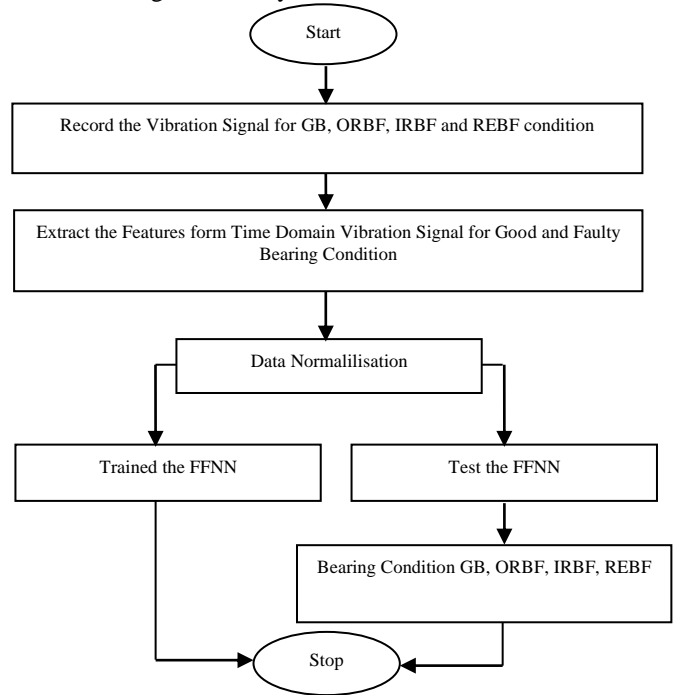 Start
Record the Vibration Signal for GB, ORBF, IRBF and REBF condition
Extract the Features form Time Domain Vibration Signal for Good and Faulty
Bearing Condition
Data Normalilisation
Trained the FFNN
Test the FFNN
Bearing Condition GB, ORBF, IRBF, REBF
Stop